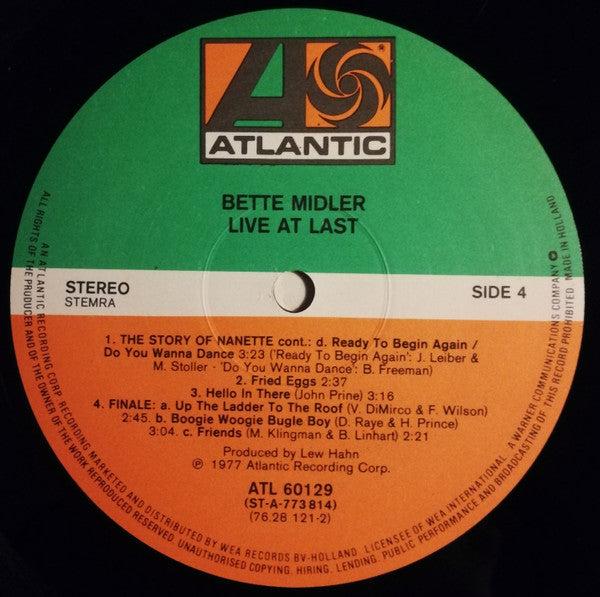 ATLANTIC
®
BETTE MIDLER
LIVE AT LAST
STEREO
STEMRA
SIDE 4
1. THE STORY OF NANETTE cont.: d. Ready To Begin Again /
Do You Wanna Dance 3:23 ('Ready To Begin Again': J. Leiber &
M. Stoller - 'Do You Wanna Dance': B. Freeman)
2. Fried Eggs 2:37
3. Hello In There (John Prine) 3:16
4. FINALE: a. Up The Ladder To The Roof (V. DiMirco & F. Wilson)
2:45. b. Boogie Woogie Bugle Boy (D. Raye & H. Prince)
3:04. c. Friends (M. Klingman & B. Linhart) 2:21
Produced by Lew Hahn
℗ 1977 Atlantic Recording Corp.
ATL 60129
(ST-A-773 814)
(76.28 121-2)
AN ATLANTIC RECORDING CORP. RECORDING MARKETED AND DISTRIBUTED BY WEA RECORDS BV-HOLLAND. LICENSEE OF WEA INTERNATIONAL. A WARNER COMMUNICATIONS COMPANY
ALL RIGHTS OF THE PRODUCER AND OF THE OWNER OF THE WORK REPRODUCED RESERVED. UNAUTHORISED COPYING. HIRING. LENDING. PUBLIC PERFORMANCE AND BROADCASTING OF THIS RECORD PROHIBITED. MADE IN HOLLAND